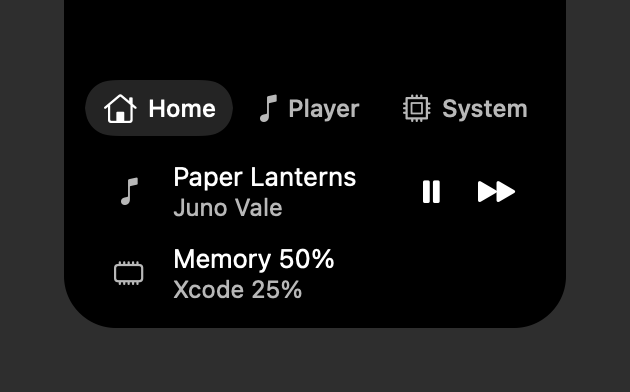 Home Player System
Paper Lanterns
Juno Vale
Memory 50%
Xcode 25%